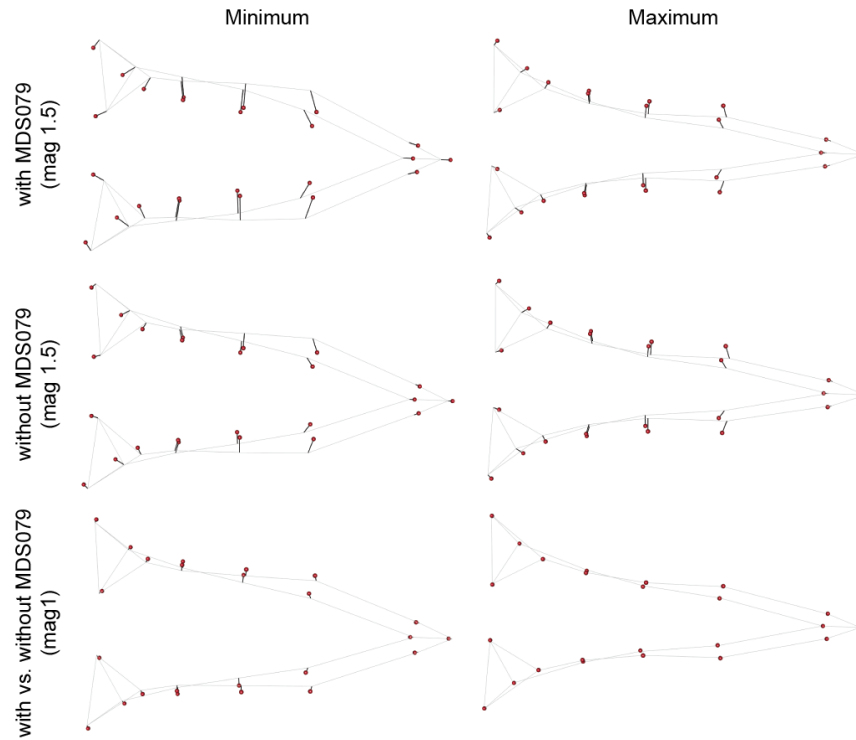 Minimum
Maximum
with MDS079
(mag 1.5)
without MDS079
(mag 1.5)
with vs. without MDS079
(mag1)